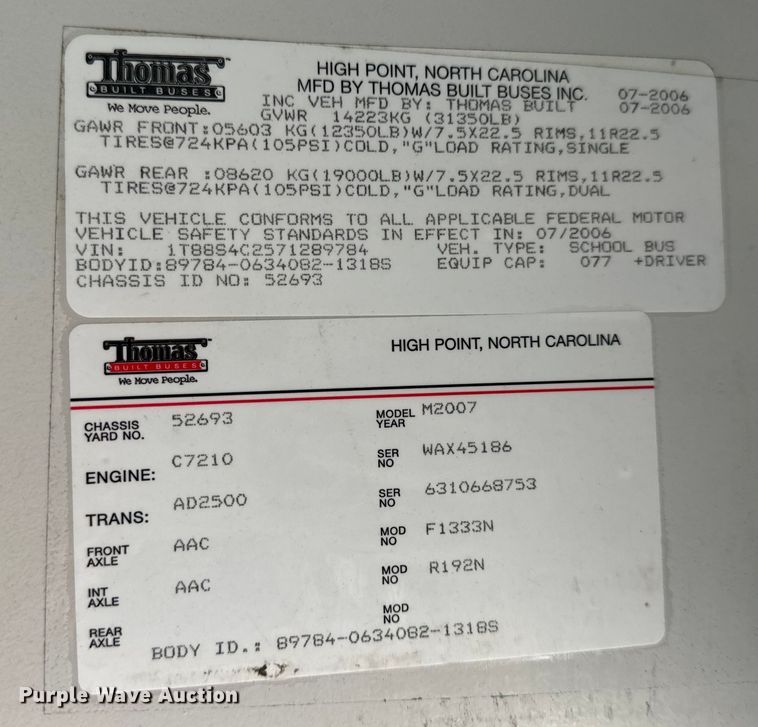 Thomas
BUILT BUSES
We Move People.
HIGH POINT, NORTH CAROLINA
MFD BY THOMAS BUILT BUSES INC. 07-2006
INC VEH MFD BY: THOMAS BUILT 07-2006
GVWR 14223KG (31350LB)
GAWR FRONT:05603 KG(12350LB)W/7.5X22.5 RIMS,11R22.5
TIRES@724KPA(105PSI)COLD,"G"LOAD RATING,SINGLE
GAWR REAR :08620 KG(19000LB)W/7.5X22.5 RIMS,11R22.5
TIRES@724KPA(105PSI)COLD,"G"LOAD RATING,DUAL
THIS VEHICLE CONFORMS TO ALL APPLICABLE FEDERAL MOTOR
VEHICLE SAFETY STANDARDS IN EFFECT IN: 07/2006
VIN: 1T88S4C2571289784 VEH. TYPE: SCHOOL BUS
BODYID:89784-0634082-1318S EQUIP CAP: 077 +DRIVER
CHASSIS ID NO: 52693
Thomas
BUILT BUSES
We Move People.
HIGH POINT, NORTH CAROLINA
CHASSIS YARD NO. 52693 MODEL YEAR M2007
ENGINE: C7210 SER NO WAX45186
TRANS: AD2500 SER NO 6310668753
FRONT AXLE AAC MOD NO F1333N
INT AXLE AAC MOD NO R192N
REAR AXLE MOD NO
BODY ID.: 89784-0634082-1318S
Purple Wave Auction